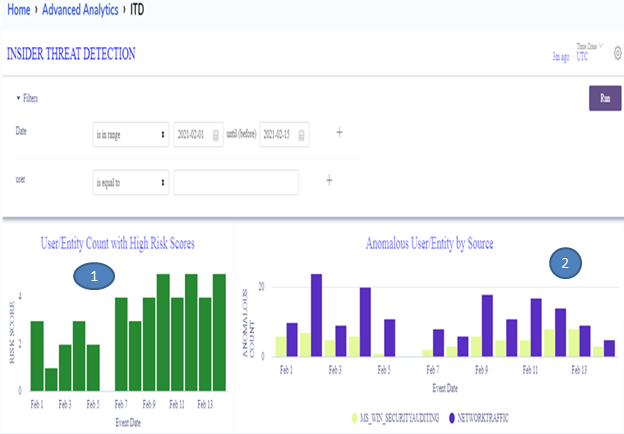 Home › Advanced Analytics › ITD
INSIDER THREAT DETECTION
Time Zone
3m ago · UTC
Filters
Run
Date is in range 2021-02-01 until (before) 2021-02-15 +
user is equal to +
User/Entity Count with High Risk Scores
1
RISK SCORE
4
2
0
Feb 1 Feb 3 Feb 5 Feb 7 Feb 9 Feb 11 Feb 13
Event Date
Anomalous User/Entity by Source
2
ANOMALOUS
COUNT
20
0
Feb 1 Feb 3 Feb 5 Feb 7 Feb 9 Feb 11 Feb 13
Event Date
MS_WIN_SECURITYAUDITING NETWORKTRAFFIC